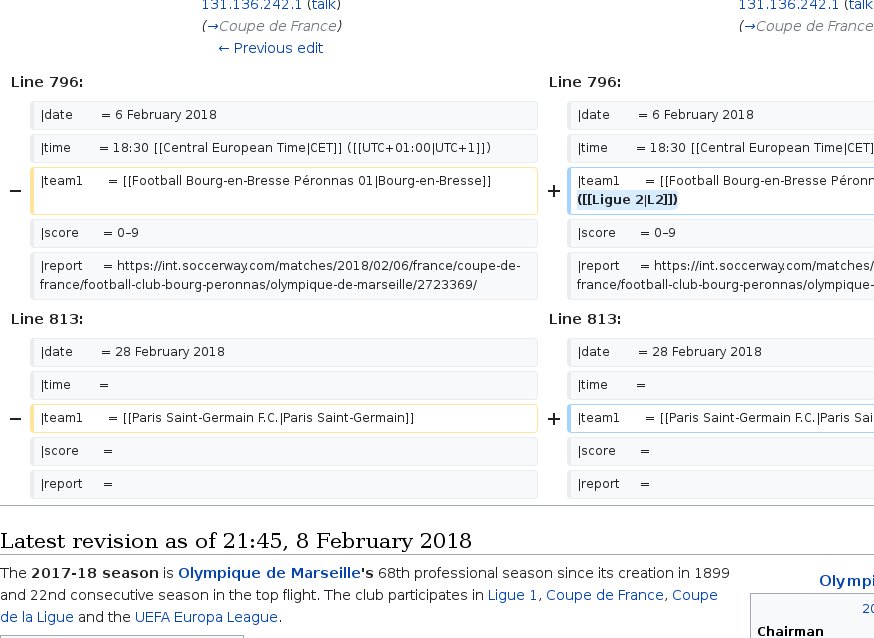 131.136.242.1 (talk)
(→Coupe de France)
← Previous edit
131.136.242.1 (talk
(→Coupe de France
Line 796:
|date = 6 February 2018
|time = 18:30 [[Central European Time|CET]] ([[UTC+01:00|UTC+1]])
− |team1 = [[Football Bourg-en-Bresse Péronnas 01|Bourg-en-Bresse]]
|score = 0–9
|report = https://int.soccerway.com/matches/2018/02/06/france/coupe-de-
france/football-club-bourg-peronnas/olympique-de-marseille/2723369/
Line 813:
|date = 28 February 2018
|time =
− |team1 = [[Paris Saint-Germain F.C.|Paris Saint-Germain]]
|score =
|report =
Line 796:
|date = 6 February 2018
|time = 18:30 [[Central European Time|CET]
+ |team1 = [[Football Bourg-en-Bresse Péronn
([[Ligue 2|L2]])
|score = 0–9
|report = https://int.soccerway.com/matches/
france/football-club-bourg-peronnas/olympique-
Line 813:
|date = 28 February 2018
|time =
+ |team1 = [[Paris Saint-Germain F.C.|Paris Sai
|score =
|report =
Latest revision as of 21:45, 8 February 2018
The 2017-18 season is Olympique de Marseille's 68th professional season since its creation in 1899
and 22nd consecutive season in the top flight. The club participates in Ligue 1, Coupe de France, Coupe
de la Ligue and the UEFA Europa League.
Olympi
20
Chairman